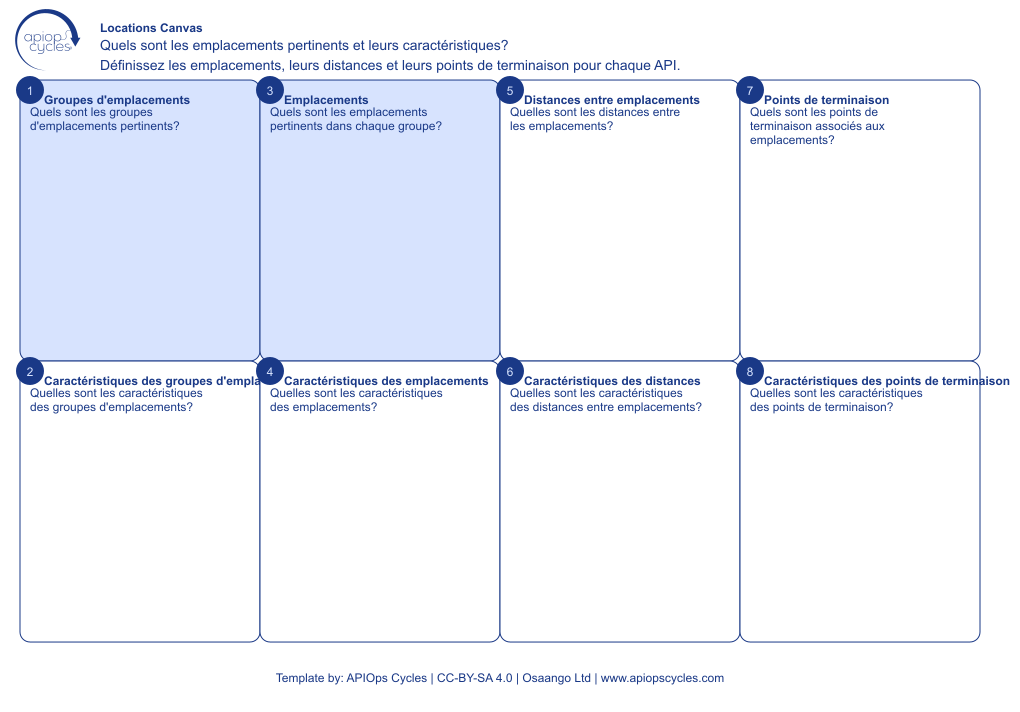 apiops
cycles
Locations Canvas
Quels sont les emplacements pertinents et leurs caractéristiques?
Définissez les emplacements, leurs distances et leurs points de terminaison pour chaque API.
1
Groupes d'emplacements
Quels sont les groupes
d'emplacements pertinents?
3
Emplacements
Quels sont les emplacements
pertinents dans chaque groupe?
5
Distances entre emplacements
Quelles sont les distances entre
les emplacements?
7
Points de terminaison
Quels sont les points de
terminaison associés aux
emplacements?
2
Caractéristiques des groupes d'empla
Quelles sont les caractéristiques
des groupes d'emplacements?
4
Caractéristiques des emplacements
Quelles sont les caractéristiques
des emplacements?
6
Caractéristiques des distances
Quelles sont les caractéristiques
des distances entre emplacements?
8
Caractéristiques des points de terminaison
Quelles sont les caractéristiques
des points de terminaison?
Template by: APIOps Cycles | CC-BY-SA 4.0 | Osaango Ltd | www.apiopscycles.com